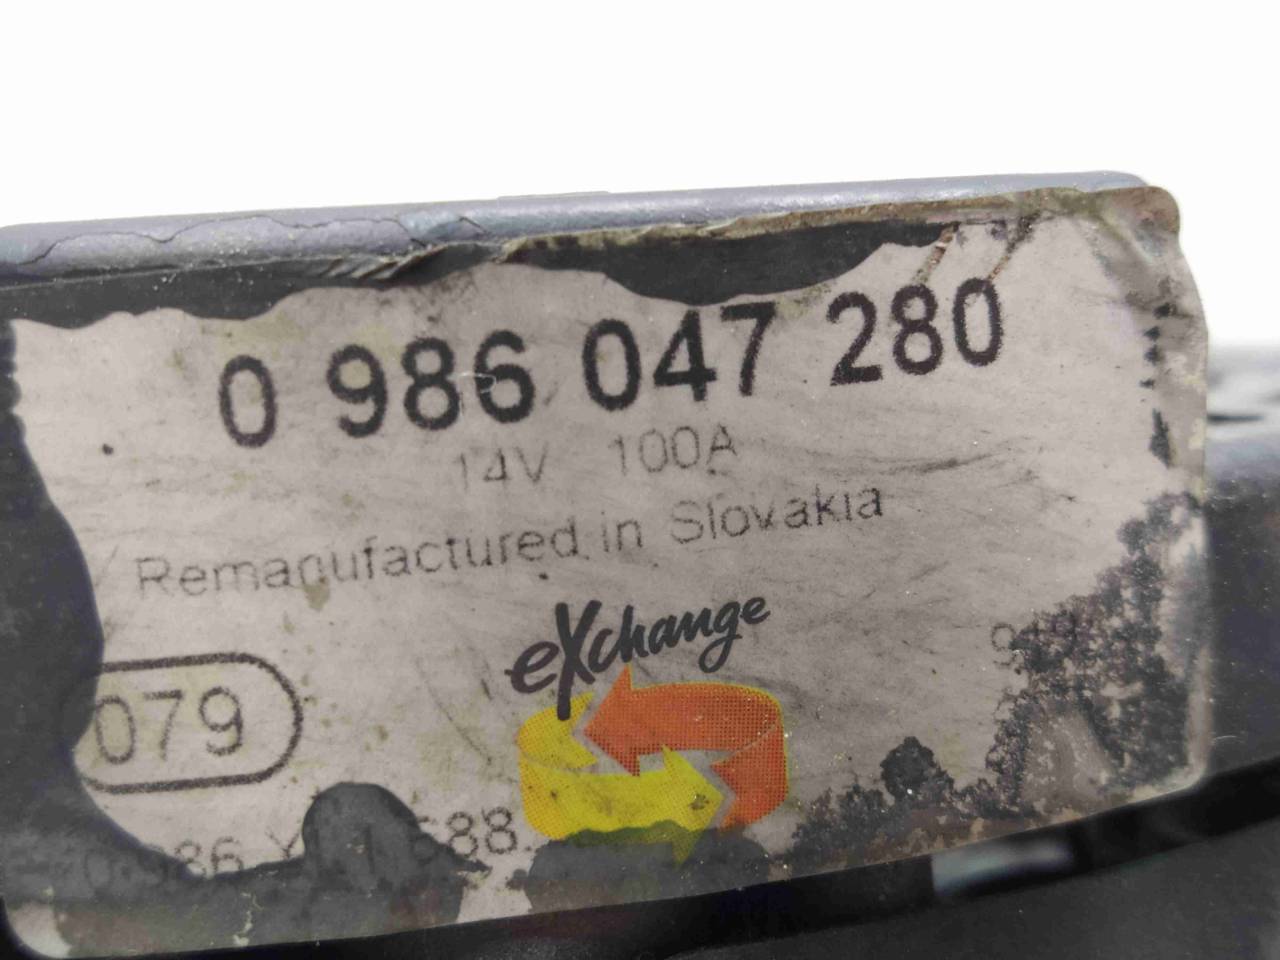 0 986 047 280
14V 100A
Remanufactured in Slovakia
eXchange
079